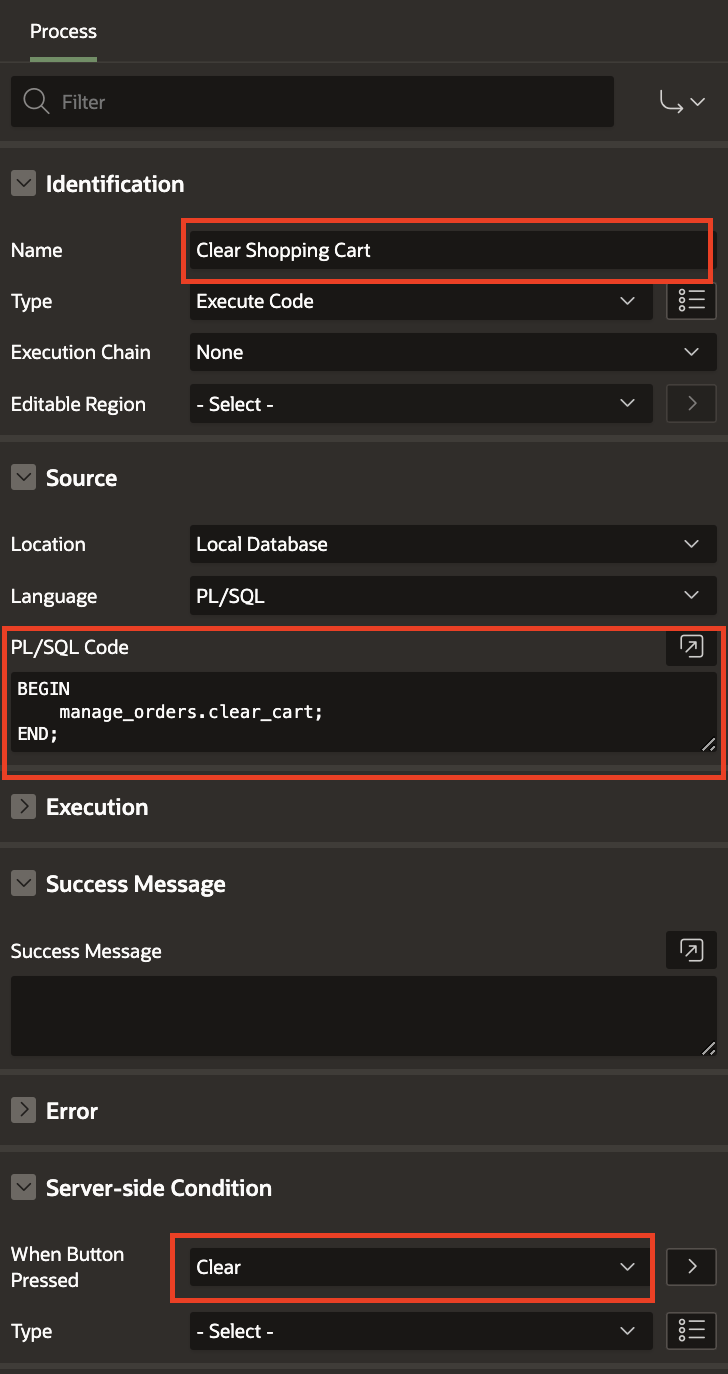 Process
Filter
Identification
Name Clear Shopping Cart
Type Execute Code
Execution Chain None
Editable Region - Select -
Source
Location Local Database
Language PL/SQL
PL/SQL Code
BEGIN
    manage_orders.clear_cart;
END;
Execution
Success Message
Success Message
Error
Server-side Condition
When Button
Pressed
Clear
Type - Select -